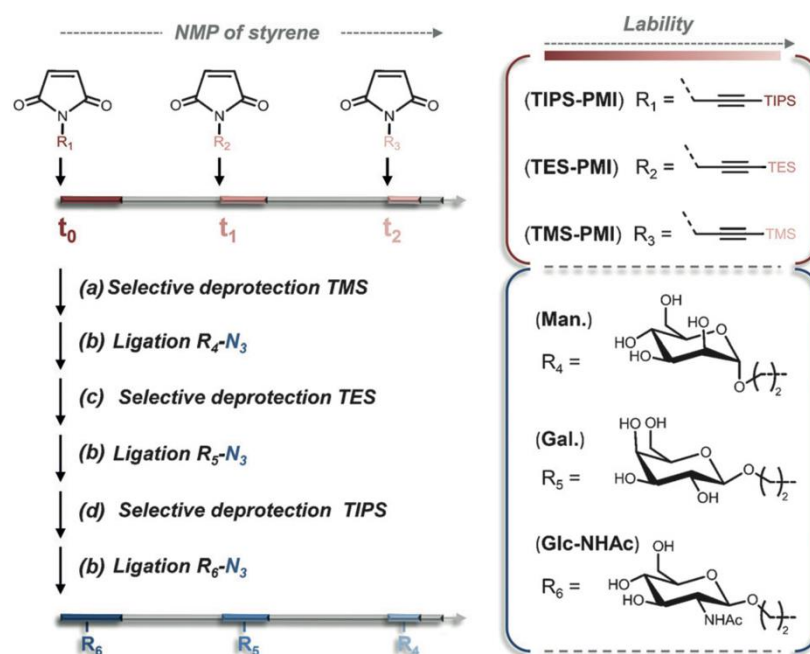 NMP of styrene
O N O
R₁
O N O
R₂
O N O
R₃
t₀ t₁ t₂
(a) Selective deprotection TMS
(b) Ligation R₄-N₃
(c) Selective deprotection TES
(b) Ligation R₅-N₃
(d) Selective deprotection TIPS
(b) Ligation R₆-N₃
R₆ R₅ R₄
Lability
(TIPS-PMI) R₁ = TIPS
(TES-PMI) R₂ = TES
(TMS-PMI) R₃ = TMS
(Man.)
R₄ =
OH
HO OH O
HO
O ( )₂
(Gal.)
R₅ =
OH OH
O
HO O ( )₂
OH
(Glc-NHAc)
R₆ =
OH
HO O
HO O ( )₂
NHAc